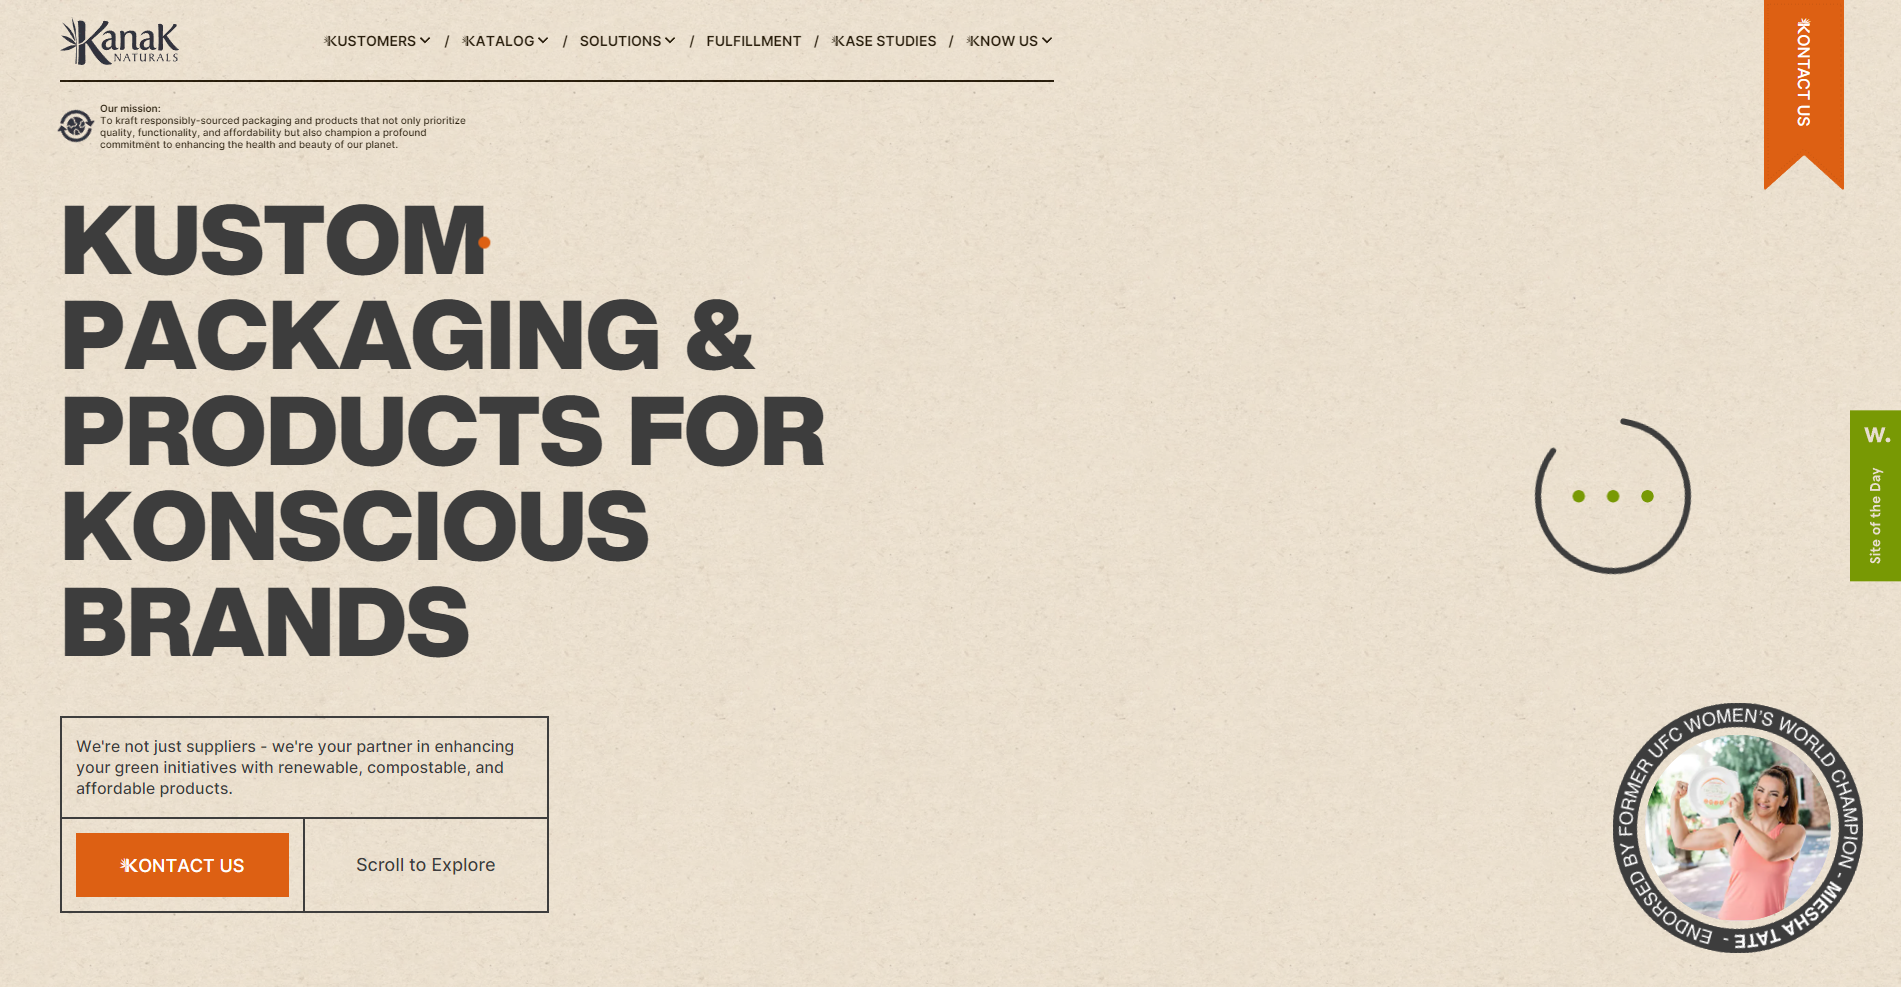 Kanak
NATURALS
KUSTOMERS / KATALOG / SOLUTIONS / FULFILLMENT / KASE STUDIES / KNOW US
KONTACT US
Our mission:
To kraft responsibly-sourced packaging and products that not only prioritize
quality, functionality, and affordability but also champion a profound
commitment to enhancing the health and beauty of our planet.
KUSTOM
PACKAGING &
PRODUCTS FOR
KONSCIOUS
BRANDS
W.
Site of the Day
We're not just suppliers - we're your partner in enhancing
your green initiatives with renewable, compostable, and
affordable products.
KONTACT US
Scroll to Explore
ENDORSED BY FORMER UFC WOMEN'S WORLD CHAMPION - MIESHA TATE -